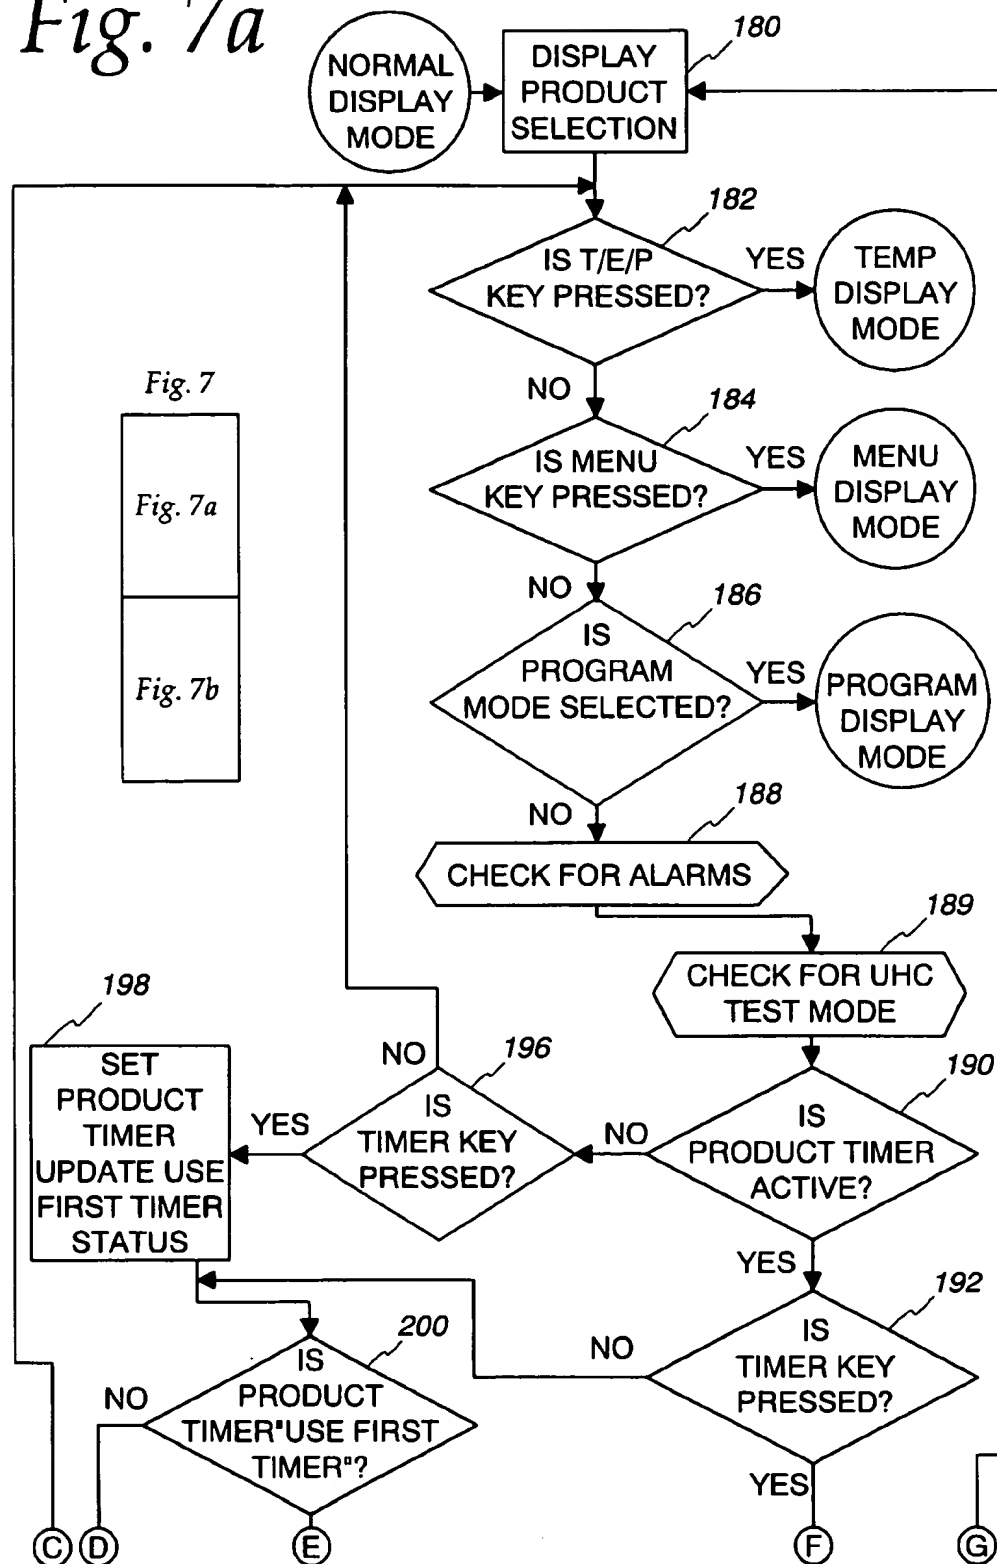 Fig. 7a
NORMAL
DISPLAY
MODE
DISPLAY
PRODUCT
SELECTION
180
182
IS T/E/P
KEY PRESSED?
YES
TEMP
DISPLAY
MODE
NO
184
IS MENU
KEY PRESSED?
YES
MENU
DISPLAY
MODE
NO
186
IS
PROGRAM
MODE SELECTED?
YES
PROGRAM
DISPLAY
MODE
NO
188
CHECK FOR ALARMS
189
CHECK FOR UHC
TEST MODE
Fig. 7
Fig. 7a
Fig. 7b
190
IS
PRODUCT TIMER
ACTIVE?
NO
YES
196
IS
TIMER KEY
PRESSED?
NO
YES
198
SET
PRODUCT
TIMER
UPDATE USE
FIRST TIMER
STATUS
192
IS
TIMER KEY
PRESSED?
NO
YES
200
IS
PRODUCT
TIMER"USE FIRST
TIMER"?
NO
C
D
E
F
G